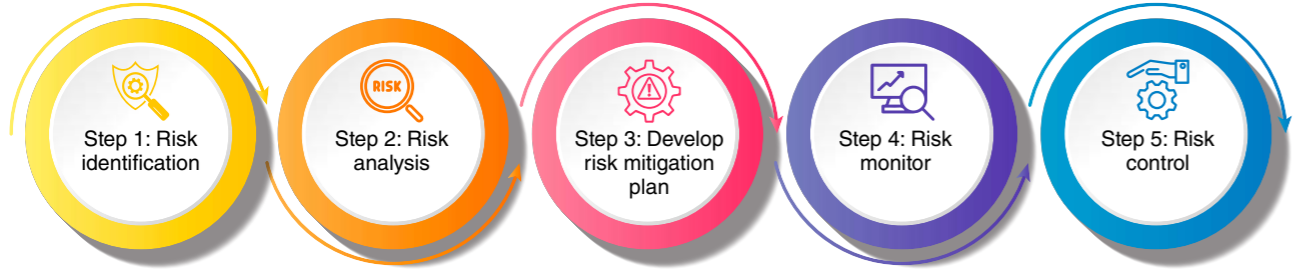 Step 1: Risk
identification
RISK
Step 2: Risk
analysis
Step 3: Develop
risk mitigation
plan
Step 4: Risk
monitor
Step 5: Risk
control